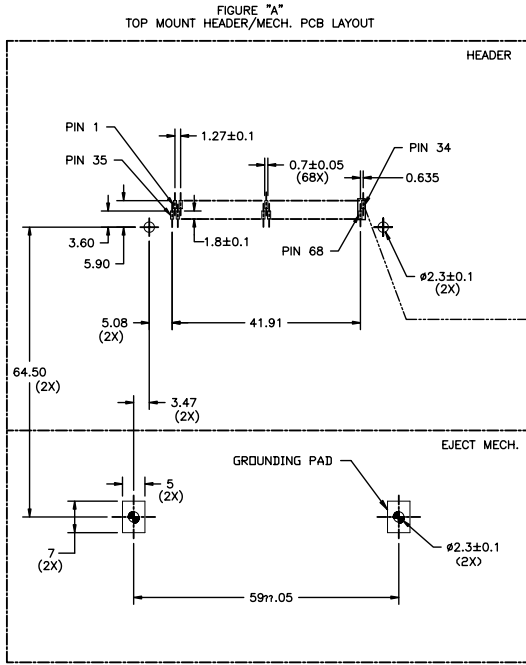 FIGURE "A"
TOP MOUNT HEADER/MECH. PCB LAYOUT
HEADER
PIN 1
1.27±0.1
PIN 34
PIN 35
0.7±0.05
(68X)
0.635
3.60
1.8±0.1
PIN 68
5.90
ø2.3±0.1
(2X)
5.08
(2X)
41.91
64.50
(2X)
3.47
(2X)
EJECT MECH.
GROUNDING PAD
5
(2X)
7
(2X)
ø2.3±0.1
(2X)
59±.05